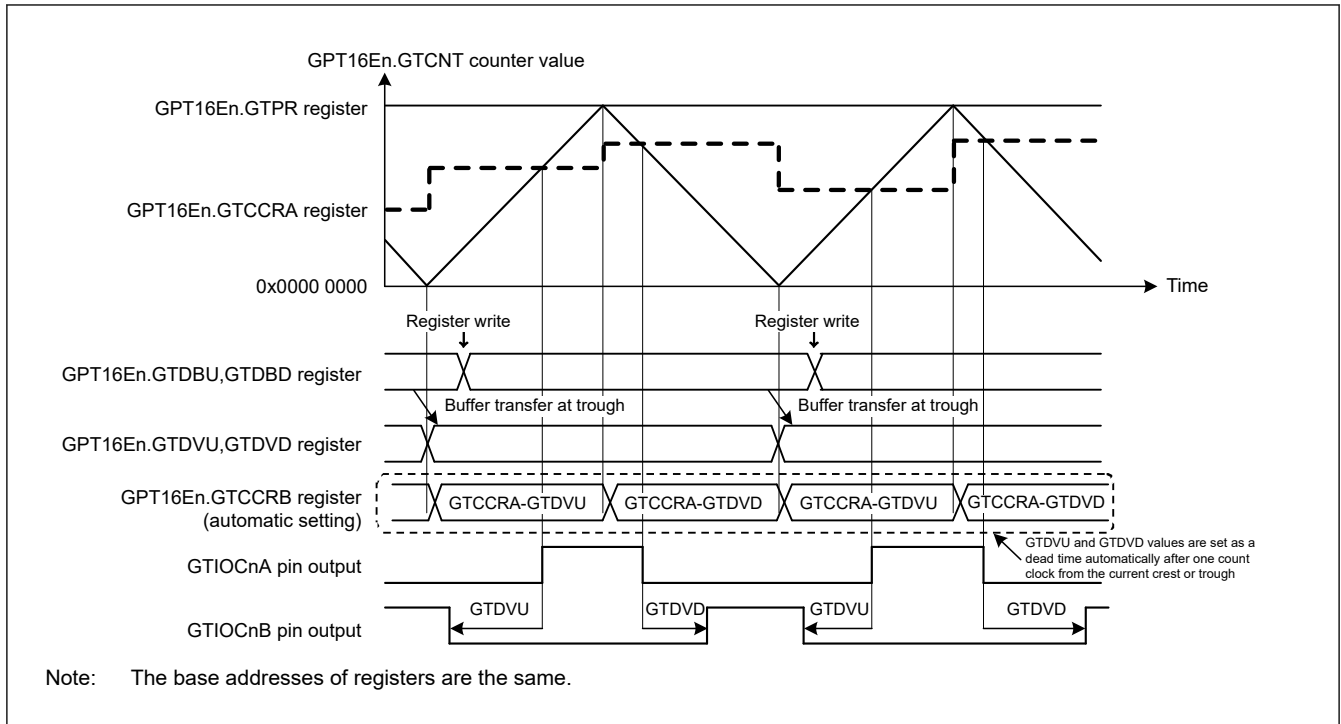 GPT16En.GTCNT counter value
GPT16En.GTPR register
GPT16En.GTCCRA register
0x0000 0000
Time
Register write
Register write
GPT16En.GTDBU,GTDBD register
Buffer transfer at trough
Buffer transfer at trough
GPT16En.GTDVU,GTDVD register
GPT16En.GTCCRB register
(automatic setting)
GTCCRA-GTDVU
GTCCRA-GTDVD
GTCCRA-GTDVU
GTCCRA-GTDVD
GTDVU and GTDVD values are set as a
dead time automatically after one count
clock from the current crest or trough
GTIOCnA pin output
GTDVU
GTDVD
GTDVU
GTDVD
GTIOCnB pin output
Note: The base addresses of registers are the same.